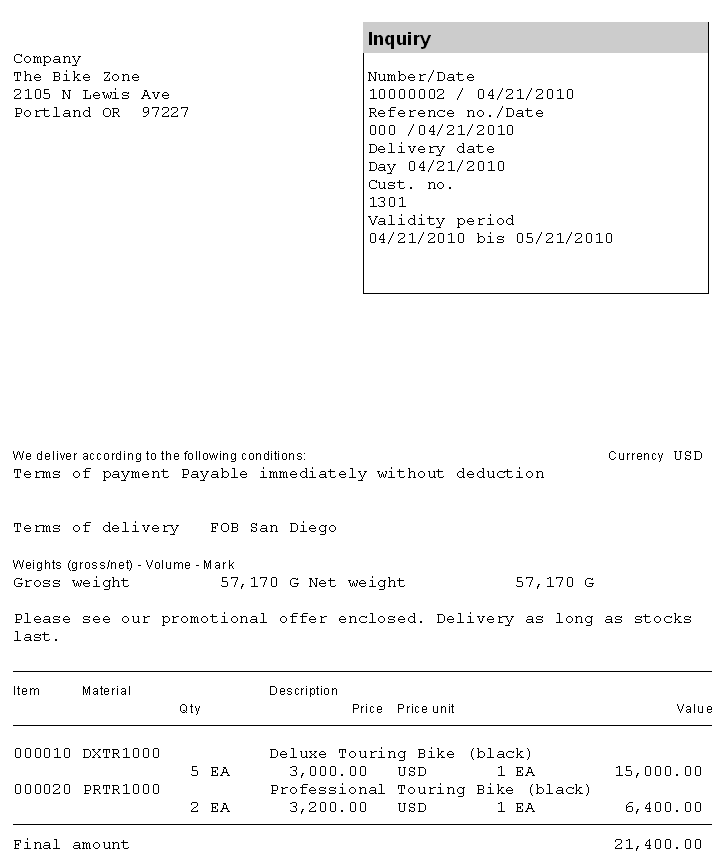 Inquiry
Company
The Bike Zone
2105 N Lewis Ave
Portland OR 97227
Number/Date
10000002 / 04/21/2010
Reference no./Date
000 /04/21/2010
Delivery date
Day 04/21/2010
Cust. no.
1301
Validity period
04/21/2010 bis 05/21/2010
We deliver according to the following conditions: Currency USD
Terms of payment Payable immediately without deduction
Terms of delivery FOB San Diego
Weights (gross/net) - Volume - Mark
Gross weight 57,170 G Net weight 57,170 G
Please see our promotional offer enclosed. Delivery as long as stocks
last.
Item Material Description
Qty Price Price unit Value
000010 DXTR1000 Deluxe Touring Bike (black)
5 EA 3,000.00 USD 1 EA 15,000.00
000020 PRTR1000 Professional Touring Bike (black)
2 EA 3,200.00 USD 1 EA 6,400.00
Final amount 21,400.00